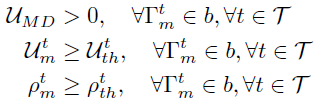 𝒰_{MD} > 0, ∀Γ_m^t ∈ b, ∀t ∈ 𝒯
𝒰_m^t ≥ 𝒰_{th}^t, ∀Γ_m^t ∈ b, ∀t ∈ 𝒯
ρ_m^t ≥ ρ_{th}^t, ∀Γ_m^t ∈ b, ∀t ∈ 𝒯